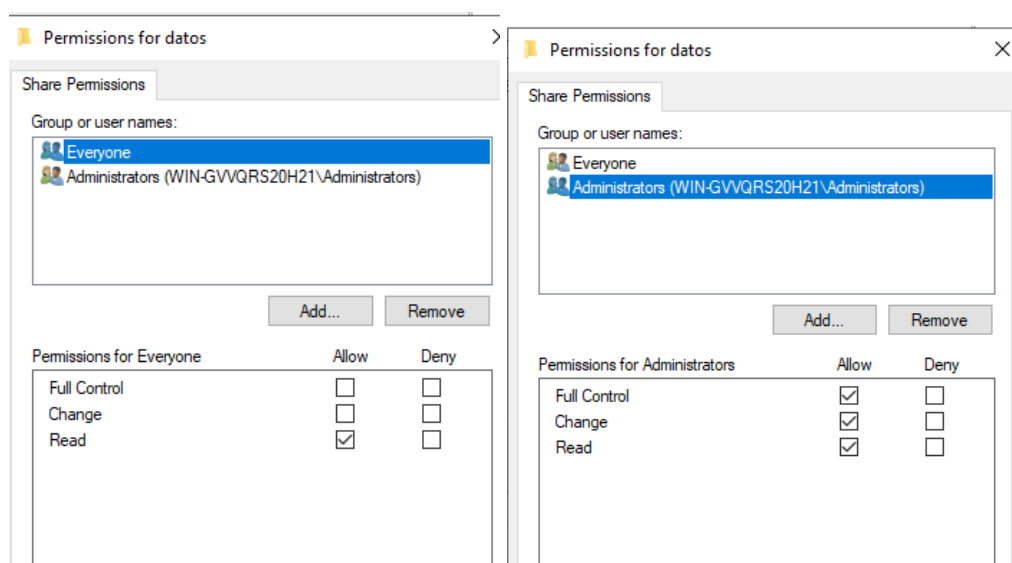 Permissions for datos
Share Permissions
Group or user names:
Everyone
Administrators (WIN-GVVQRS20H21\Administrators)
Add... Remove
Permissions for Everyone Allow Deny
Full Control
Change
Read
Permissions for datos
Share Permissions
Group or user names:
Everyone
Administrators (WIN-GVVQRS20H21\Administrators)
Add... Remove
Permissions for Administrators Allow Deny
Full Control
Change
Read